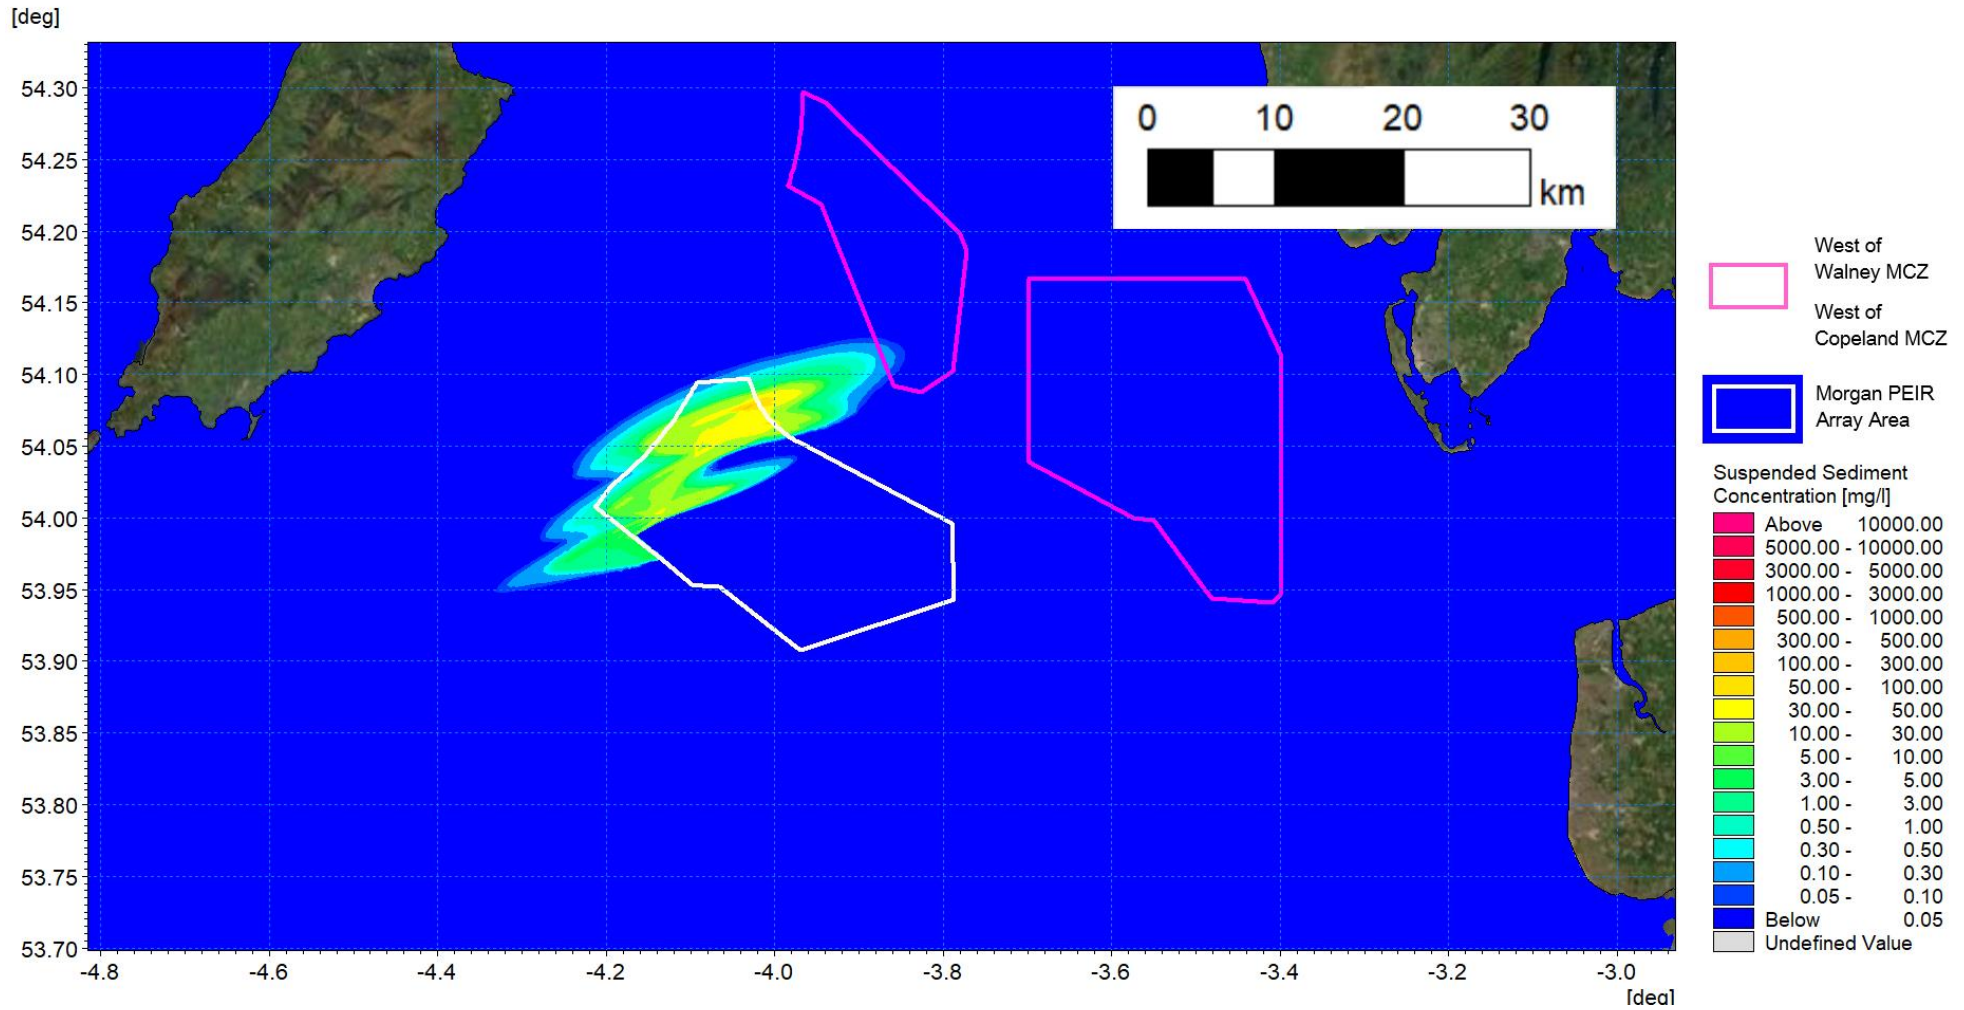 [deg]
54.30
54.25
54.20
54.15
54.10
54.05
54.00
53.95
53.90
53.85
53.80
53.75
53.70
-4.8 -4.6 -4.4 -4.2 -4.0 -3.8 -3.6 -3.4 -3.2 -3.0
[deg]
0 10 20 30
km
West of
Walney MCZ
West of
Copeland MCZ
Morgan PEIR
Array Area
Suspended Sediment
Concentration [mg/l]
Above 10000.00
5000.00 - 10000.00
3000.00 - 5000.00
1000.00 - 3000.00
500.00 - 1000.00
300.00 - 500.00
100.00 - 300.00
50.00 - 100.00
30.00 - 50.00
10.00 - 30.00
5.00 - 10.00
3.00 - 5.00
1.00 - 3.00
0.50 - 1.00
0.30 - 0.50
0.10 - 0.30
0.05 - 0.10
Below 0.05
Undefined Value